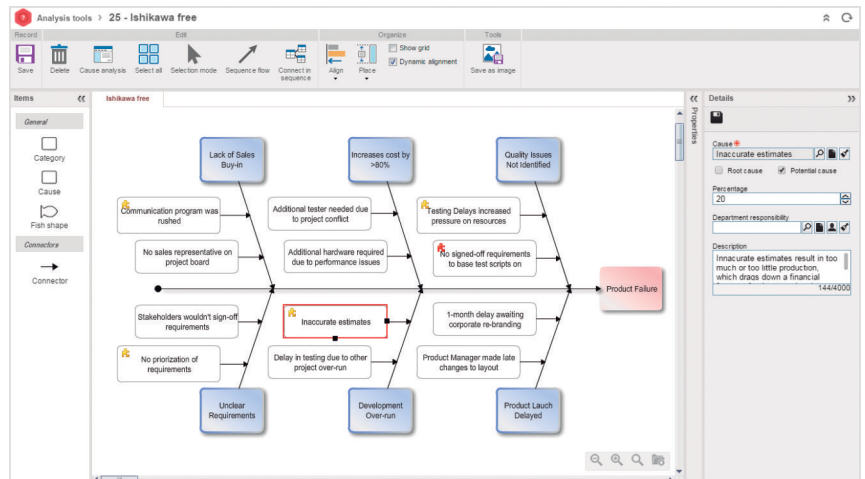 Analysis tools > 25 - Ishikawa free
Record
Edit
Organize
Tools
Save
Delete
Cause analysis
Select all
Selection mode
Sequence flow
Connect in
sequence
Align
Place
Show grid
Dynamic alignment
Save as image
Items
General
Category
Cause
Fish shape
Connectors
Connector
Ishikawa free
Lack of Sales
Buy-in
Increases cost by
>80%
Quality Issues
Not Identified
Communication program was
rushed
Additional tester needed due
to project conflict
Testing Delays increased
pressure on resources
No sales representative on
project board
Additional hardware required
due to performance issues
No signed-off requirements
to base test scripts on
Product Failure
Stakeholders wouldn't sign-off
requirements
Inaccurate estimates
1-month delay awaiting
corporate re-branding
No priorization of
requirements
Delay in testing due to other
project over-run
Product Manager made late
changes to layout
Unclear
Requirements
Development
Over-run
Product Lauch
Delayed
Properties
Details
Cause
Inaccurate estimates
Root cause
Potential cause
Percentage
20
Department responsibility
Description
Innacurate estimates result in too
much or too little production,
which drags down a financial
144/4000